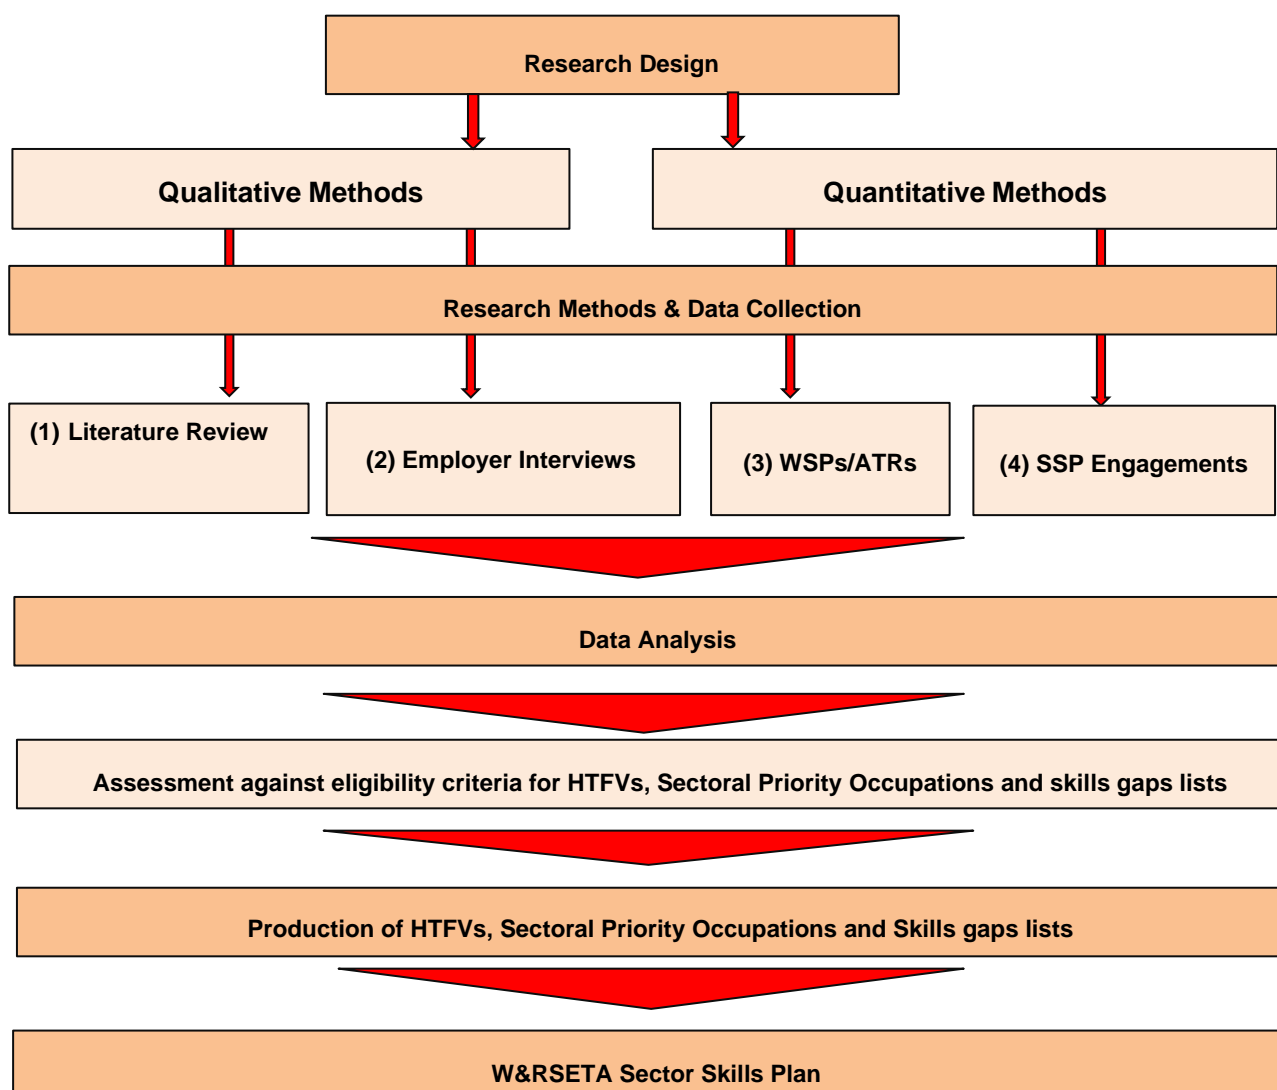 Research Design
Qualitative Methods
Quantitative Methods
Research Methods & Data Collection
(1) Literature Review
(2) Employer Interviews
(3) WSPs/ATRs
(4) SSP Engagements
Data Analysis
Assessment against eligibility criteria for HTFVs, Sectoral Priority Occupations and skills gaps lists
Production of HTFVs, Sectoral Priority Occupations and Skills gaps lists
W&RSETA Sector Skills Plan